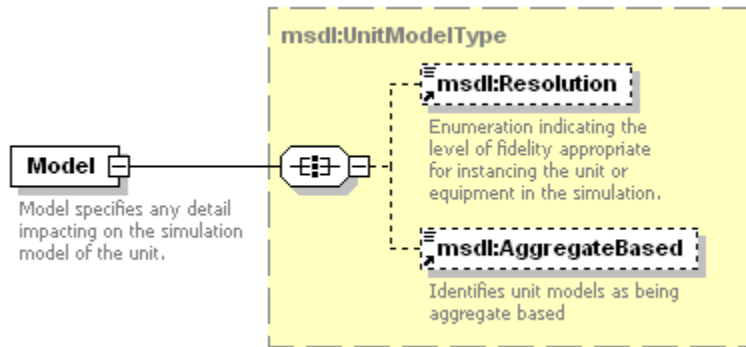 msdl:UnitModelType
msdl:Resolution
Enumeration indicating the
level of fidelity appropriate
for instancing the unit or
equipment in the simulation.
Model
Model specifies any detail
impacting on the simulation
model of the unit.
msdl:AggregateBased
Identifies unit models as being
aggregate based